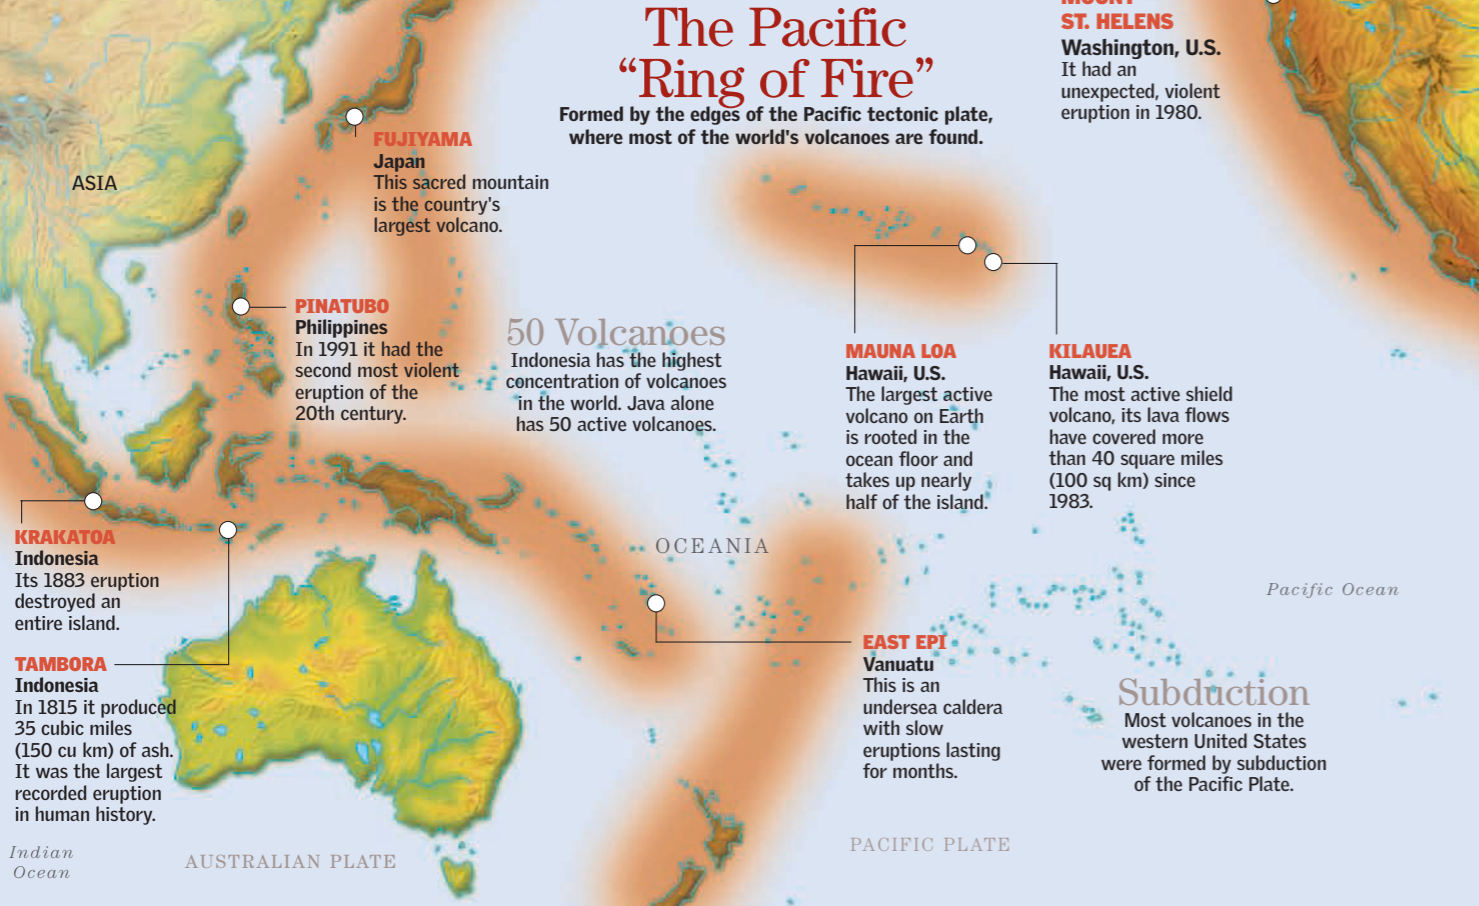 The Pacific
“Ring of Fire”
Formed by the edges of the Pacific tectonic plate,
where most of the world's volcanoes are found.
MOUNT
ST. HELENS
Washington, U.S.
It had an
unexpected, violent
eruption in 1980.
FUJIYAMA
Japan
This sacred mountain
is the country's
largest volcano.
ASIA
PINATUBO
Philippines
In 1991 it had the
second most violent
eruption of the
20th century.
50 Volcanoes
Indonesia has the highest
concentration of volcanoes
in the world. Java alone
has 50 active volcanoes.
MAUNA LOA
Hawaii, U.S.
The largest active
volcano on Earth
is rooted in the
ocean floor and
takes up nearly
half of the island.
KILAUEA
Hawaii, U.S.
The most active shield
volcano, its lava flows
have covered more
than 40 square miles
(100 sq km) since
1983.
KRAKATOA
Indonesia
Its 1883 eruption
destroyed an
entire island.
OCEANIA
Pacific Ocean
TAMBORA
Indonesia
In 1815 it produced
35 cubic miles
(150 cu km) of ash.
It was the largest
recorded eruption
in human history.
EAST EPI
Vanuatu
This is an
undersea caldera
with slow
eruptions lasting
for months.
Subduction
Most volcanoes in the
western United States
were formed by subduction
of the Pacific Plate.
Indian
Ocean
AUSTRALIAN PLATE
PACIFIC PLATE